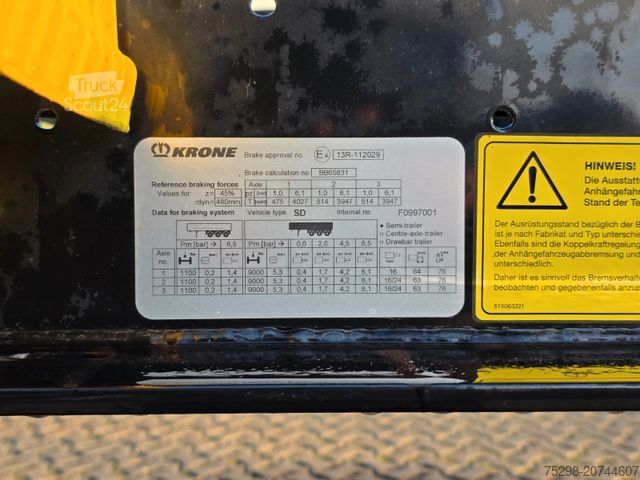 Truck
Scout24
KRONE Brake approval no E4 13R-112029
Brake calculation no BB65831
Reference braking forces Axle 1 2 3
Values for z = 45% pz [bar] 1,0 6,1 1,0 6,1 1,0 6,1
rdyn = 480mm T [daN] 475 4027 514 3947 514 3947
Data for braking system Vehicle type SD Internal no F0997001
Semi-trailer
Centre-axle-trailer
Drawbar trailer
Pm [bar] 6,5 Pm [bar] 0,6 2,0 4,5 6,5
Axle
no
1 1100 0,2 1,4 9000 5,3 0,4 1,7 4,2 6,1 16 64 76
2 1100 0,2 1,4 9000 5,3 0,4 1,7 4,2 6,1 16/24 63 76
3 1100 0,2 1,4 9000 5,3 0,4 1,7 4,2 6,1 16/24 63 76
HINWEIS!
Die Ausstattu
Anhängefahr
Stand der Te
Der Ausrüstungsstand bezüglich der B
ist je nach Fabrikat und Typ unterschie
Ebenfalls sind die Koppelkraftregelung
der Anhängefahrzeugabbremsung und
unterschiedlich.
Daher ist es sinnvoll das Bremsverhalte
beobachten und gegebenenfalls anzup
515063321
75298-20744607